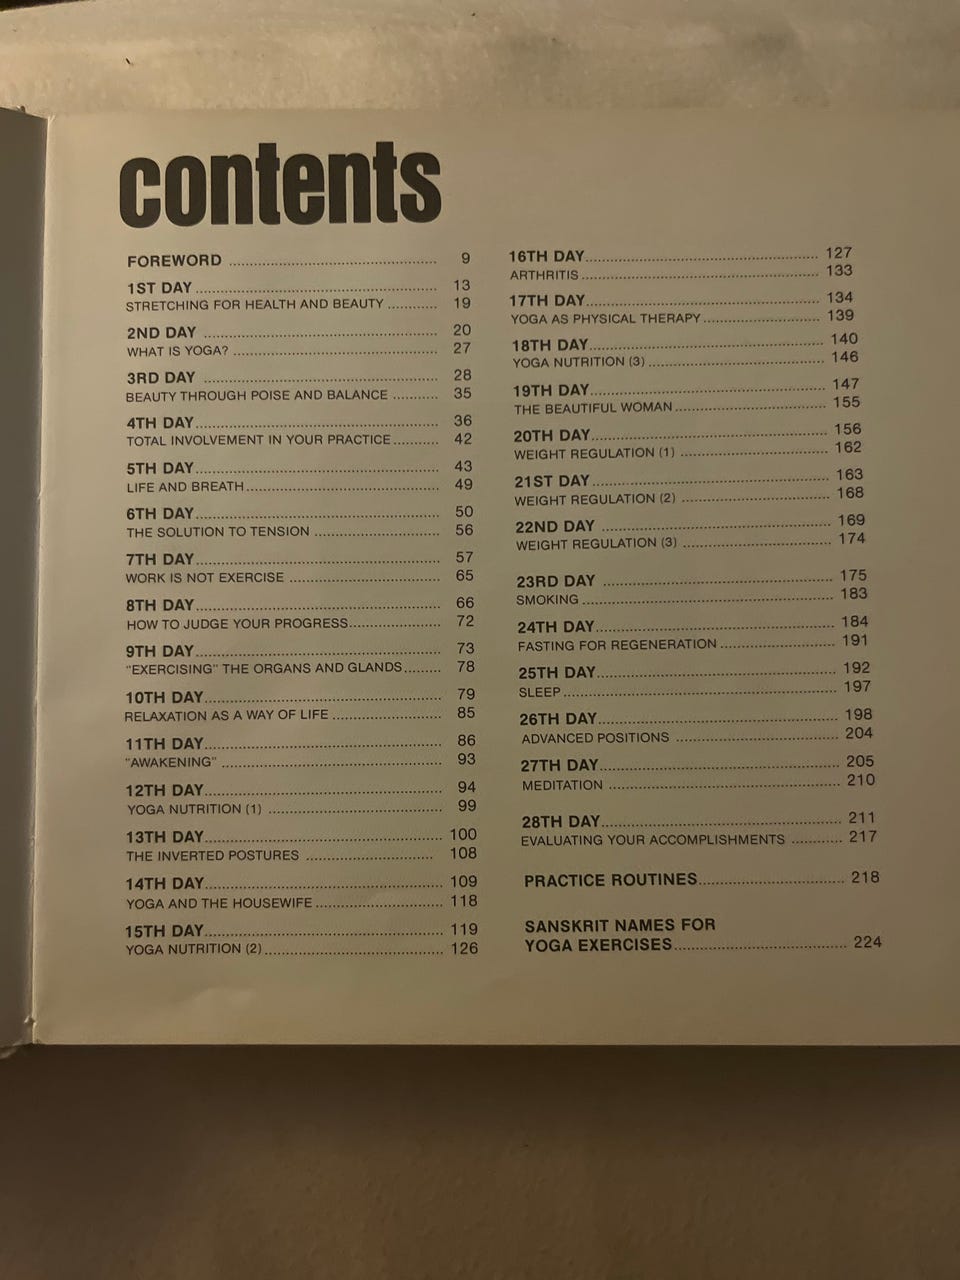 contents
FOREWORD ........................................ 9
1ST DAY ............................................... 13
STRETCHING FOR HEALTH AND BEAUTY ........... 19
2ND DAY ............................................. 20
WHAT IS YOGA? ........................................ 27
3RD DAY ............................................. 28
BEAUTY THROUGH POISE AND BALANCE .......... 35
4TH DAY ............................................... 36
TOTAL INVOLVEMENT IN YOUR PRACTICE .......... 42
5TH DAY ............................................... 43
LIFE AND BREATH ...................................... 49
6TH DAY ............................................... 50
THE SOLUTION TO TENSION ........................ 56
7TH DAY ............................................... 57
WORK IS NOT EXERCISE ............................. 65
8TH DAY ............................................... 66
HOW TO JUDGE YOUR PROGRESS .................. 72
9TH DAY ............................................... 73
"EXERCISING" THE ORGANS AND GLANDS ........ 78
10TH DAY ............................................. 79
RELAXATION AS A WAY OF LIFE ..................... 85
11TH DAY ............................................. 86
"AWAKENING" .......................................... 93
12TH DAY ............................................. 94
YOGA NUTRITION (1) ................................. 99
13TH DAY ............................................. 100
THE INVERTED POSTURES ......................... 108
14TH DAY ............................................. 109
YOGA AND THE HOUSEWIFE ......................... 118
15TH DAY ............................................. 119
YOGA NUTRITION (2) .................................. 126
16TH DAY ............................................. 127
ARTHRITIS ............................................. 133
17TH DAY ............................................. 134
YOGA AS PHYSICAL THERAPY ....................... 139
18TH DAY ............................................. 140
YOGA NUTRITION (3) ................................. 146
19TH DAY ............................................. 147
THE BEAUTIFUL WOMAN ............................. 155
20TH DAY ............................................. 156
WEIGHT REGULATION (1) ............................ 162
21ST DAY ............................................. 163
WEIGHT REGULATION (2) ............................ 168
22ND DAY ............................................ 169
WEIGHT REGULATION (3) ............................ 174
23RD DAY ............................................ 175
SMOKING ............................................... 183
24TH DAY ............................................. 184
FASTING FOR REGENERATION ..................... 191
25TH DAY ............................................. 192
SLEEP .................................................. 197
26TH DAY ............................................. 198
ADVANCED POSITIONS .............................. 204
27TH DAY ............................................. 205
MEDITATION .......................................... 210
28TH DAY ............................................. 211
EVALUATING YOUR ACCOMPLISHMENTS ........... 217
PRACTICE ROUTINES ............................ 218
SANSKRIT NAMES FOR
YOGA EXERCISES ................................. 224